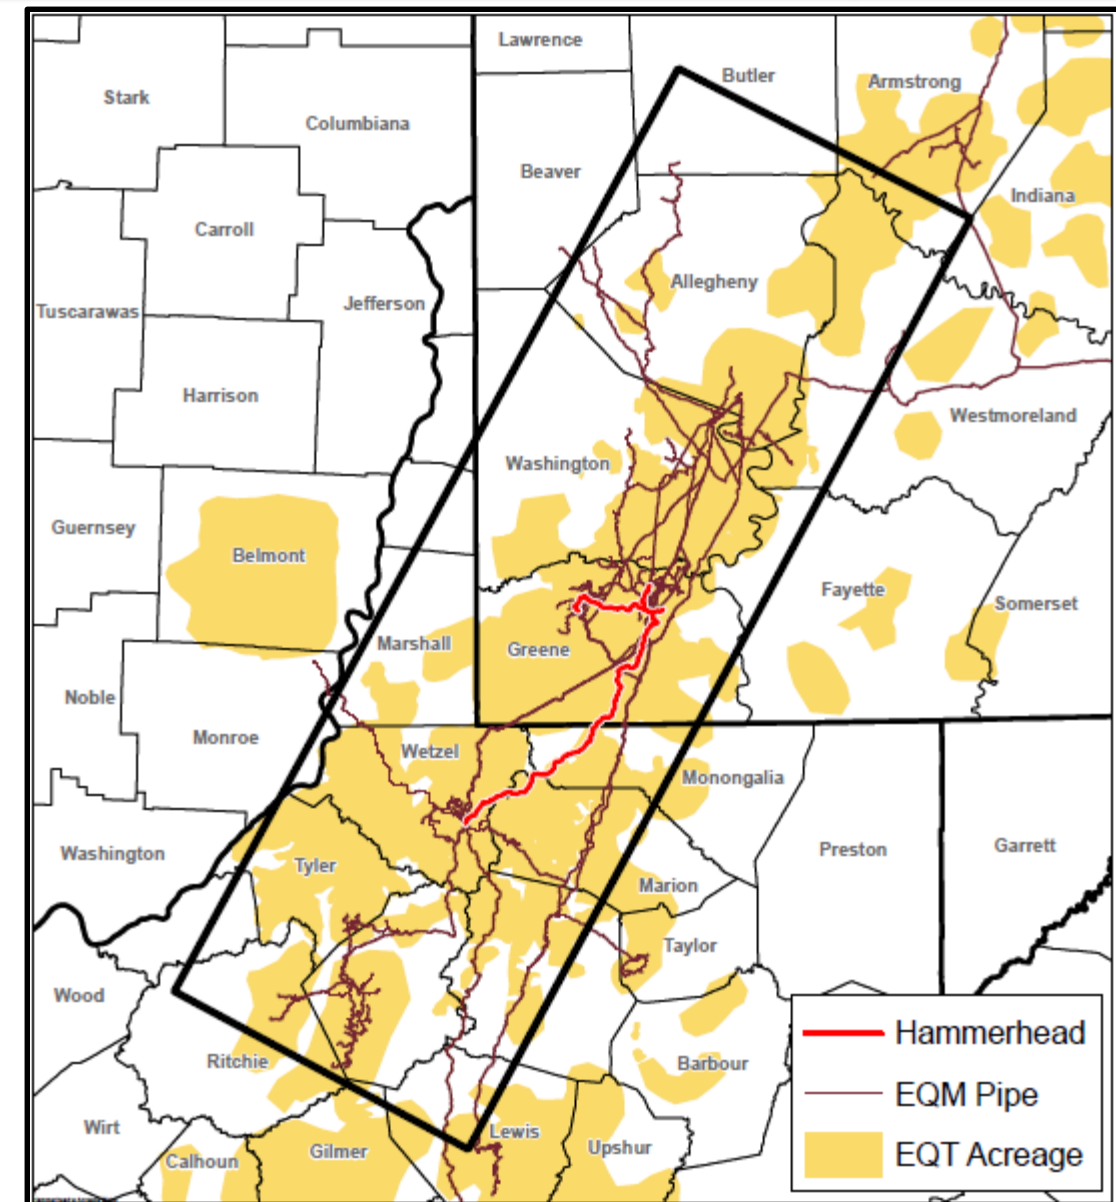 Lawrence
Butler
Armstrong
Stark
Columbiana
Beaver
Indiana
Carroll
Allegheny
Jefferson
Tuscarawas
Harrison
Westmoreland
Washington
Guernsey
Belmont
Fayette
Somerset
Marshall
Greene
Noble
Monroe
Wetzel
Monongalia
Washington
Preston
Garrett
Tyler
Marion
Taylor
Wood
Ritchie
Barbour
Wirt
Lewis
Upshur
Gilmer
Calhoun
Hammerhead
EQM Pipe
EQT Acreage